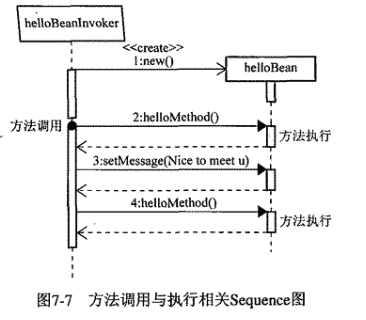 helloBeanInvoker
<<create>>
1:new()
helloBean
方法调用
2:helloMethod()
方法执行
3:setMessage(Nice to meet u)
4:helloMethod()
方法执行
图7-7 方法调用与执行相关Sequence图